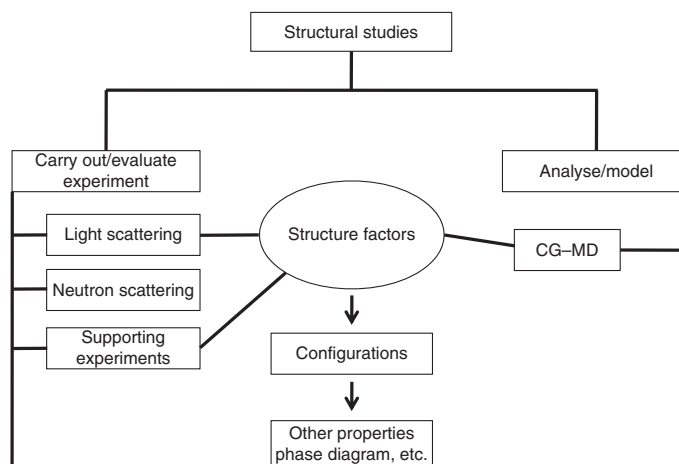 Structural studies
Carry out/evaluate
experiment
Analyse/model
Light scattering
Structure factors
CG–MD
Neutron scattering
Supporting
experiments
Configurations
Other properties
phase diagram, etc.